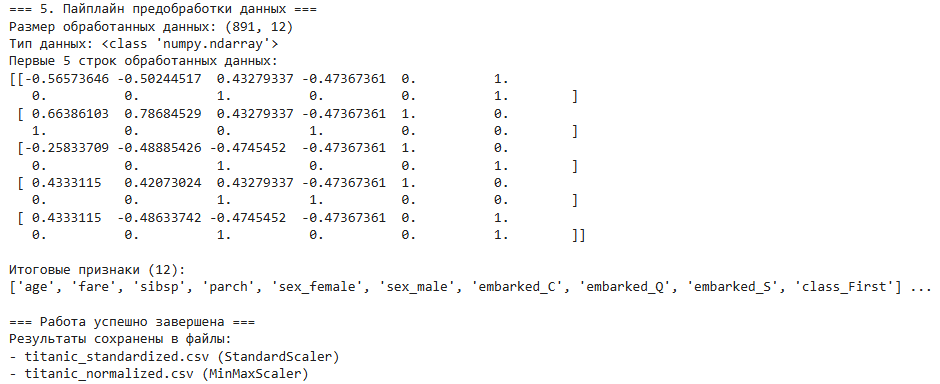 === 5. Пайплайн предобработки данных ===
Размер обработанных данных: (891, 12)
Тип данных: <class 'numpy.ndarray'>
Первые 5 строк обработанных данных:
[[-0.56573646 -0.50244517  0.43279337 -0.47367361  0.          1.
   0.          0.          1.          0.          0.          1.        ]
 [ 0.66386103  0.78684529  0.43279337 -0.47367361  1.          0.
   1.          0.          0.          1.          0.          0.        ]
 [-0.25833709 -0.48885426 -0.4745452  -0.47367361  1.          0.
   0.          0.          1.          0.          0.          1.        ]
 [ 0.4333115   0.42073024  0.43279337 -0.47367361  1.          0.
   0.          0.          1.          1.          0.          0.        ]
 [ 0.4333115  -0.48633742 -0.4745452  -0.47367361  0.          1.
   0.          0.          1.          0.          0.          1.        ]]
Итоговые признаки (12):
['age', 'fare', 'sibsp', 'parch', 'sex_female', 'sex_male', 'embarked_C', 'embarked_Q', 'embarked_S', 'class_First'] ...
=== Работа успешно завершена ===
Результаты сохранены в файлы:
- titanic_standardized.csv (StandardScaler)
- titanic_normalized.csv (MinMaxScaler)